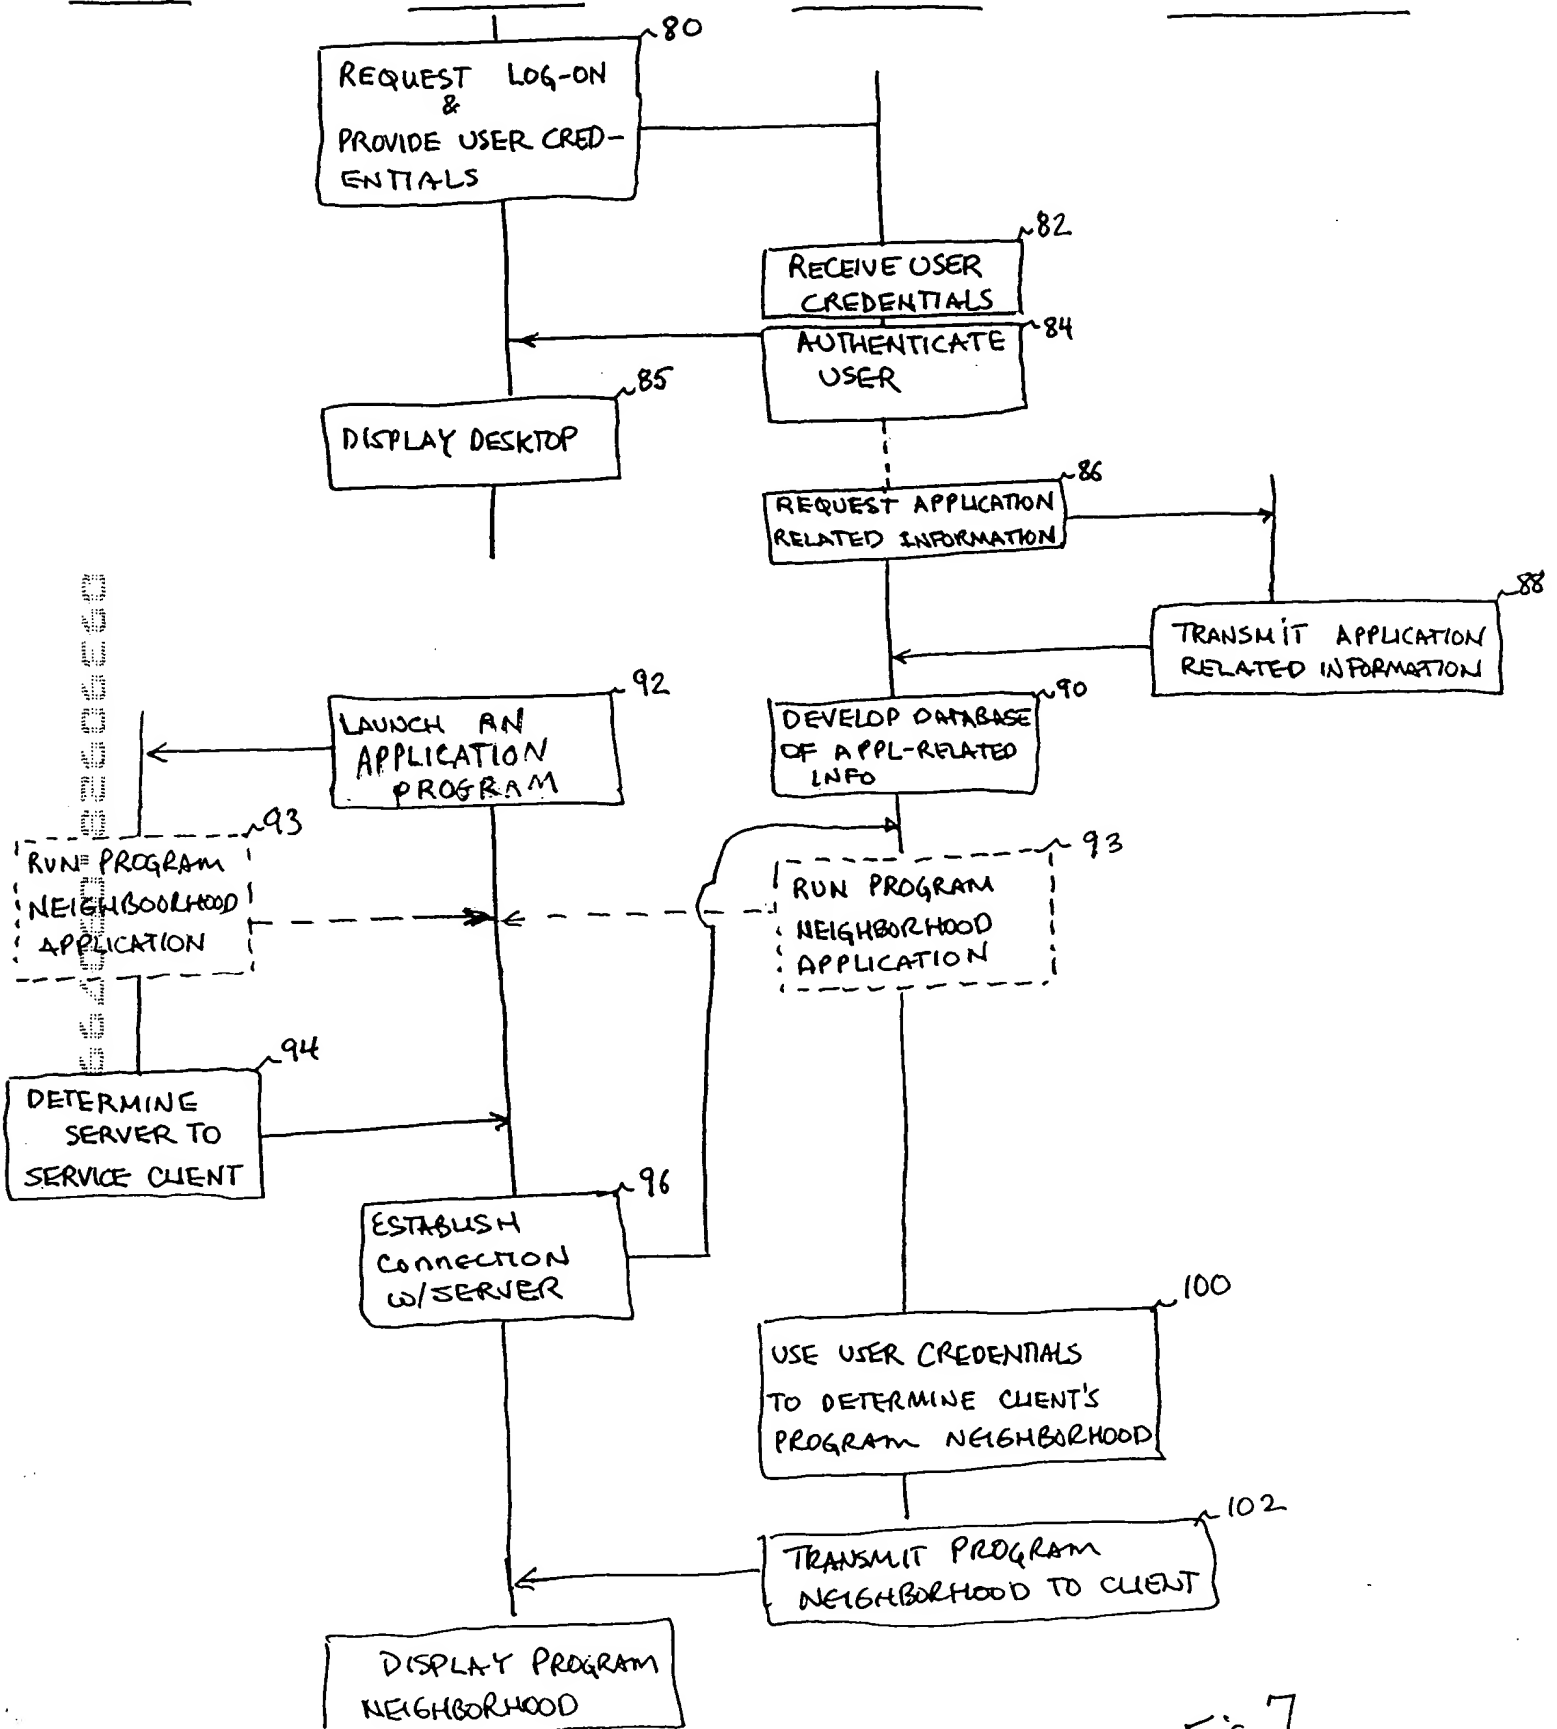 80
REQUEST LOG-ON
&
PROVIDE USER CRED-
ENTIALS
82
RECEIVE USER
CREDENTIALS
84
AUTHENTICATE
USER
85
DISPLAY DESKTOP
86
REQUEST APPLICATION
RELATED INFORMATION
88
TRANSMIT APPLICATION
RELATED INFORMATION
90
DEVELOP DATABASE
OF APPL-RELATED
INFO
92
LAUNCH AN
APPLICATION
PROGRAM
93
RUN PROGRAM
NEIGHBOORHOOD
APPLICATION
93
RUN PROGRAM
NEIGHBORHOOD
APPLICATION
94
DETERMINE
SERVER TO
SERVICE CLIENT
96
ESTABLISH
CONNECTION
W/SERVER
100
USE USER CREDENTIALS
TO DETERMINE CLIENT'S
PROGRAM NEIGHBORHOOD
102
TRANSMIT PROGRAM
NEIGHBORHOOD TO CLIENT
DISPLAY PROGRAM
NEIGHBORHOOD
7